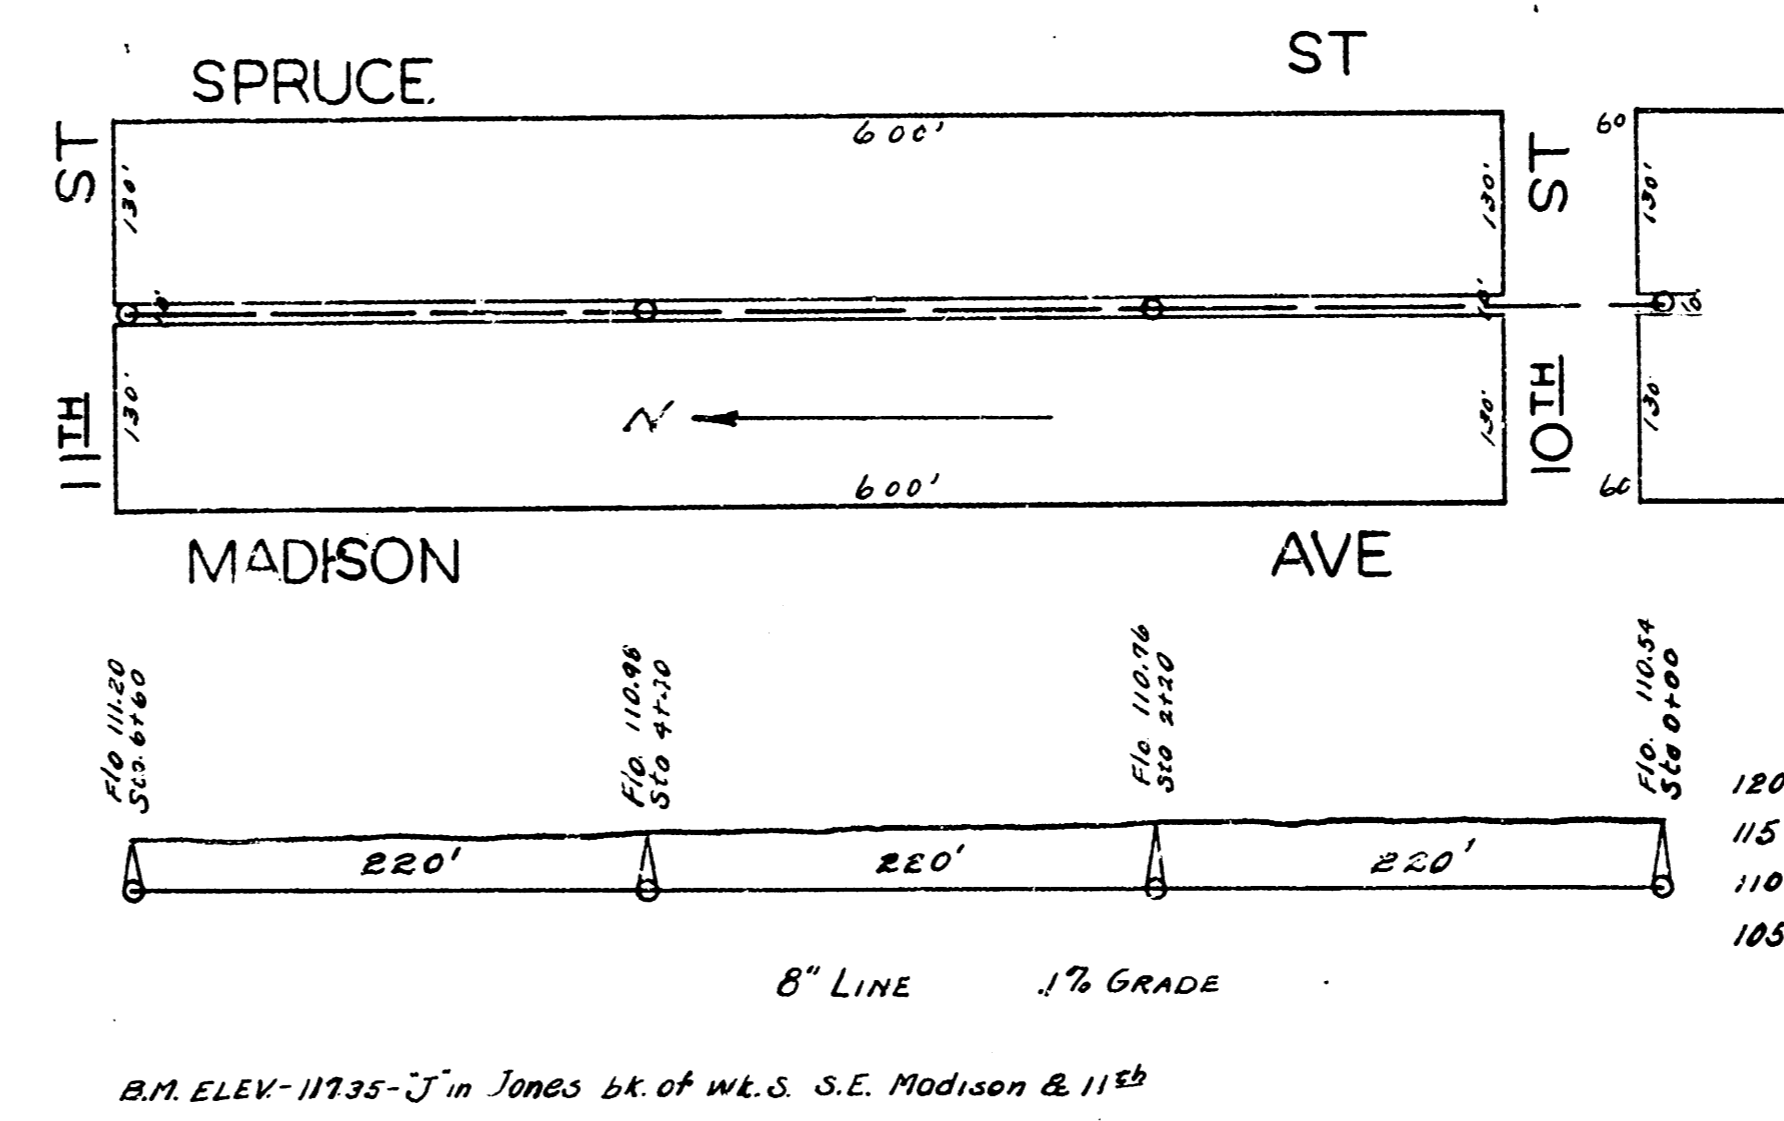 SPRUCE. ST
600'
ST
130'
130'
ST
60
130'
10'
10'
10'
11TH
130'
N
130'
10TH
130
600'
60
MADISON AVE
Flo 111.20
Sta. 6+60
Flo. 110.98
Sta 4+40
Flo. 110.76
Sta 2+20
Flo. 110.54
Sta 0+00
120
115
110
105
220' 220' 220'
8" LINE .1% GRADE
B.M. ELEV.- 117.35 - "J" in Jones bk. of wk. S. S.E. Madison & 11th